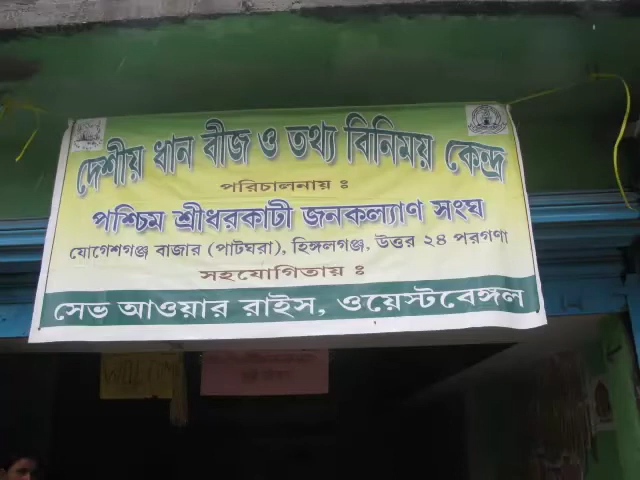 দেশীয় ধান বীজ ও তথ্য বিনিময় কেন্দ্র
পরিচালনায় ঃ
পশ্চিম শ্রীধরকাটী জনকল্যাণ সংঘ
যোগেশগঞ্জ বাজার (পাটঘরা), হিঙ্গলগঞ্জ, উত্তর ২৪ পরগণা
সহযোগিতায় ঃ
সেভ আওয়ার রাইস, ওয়েস্টবেঙ্গল